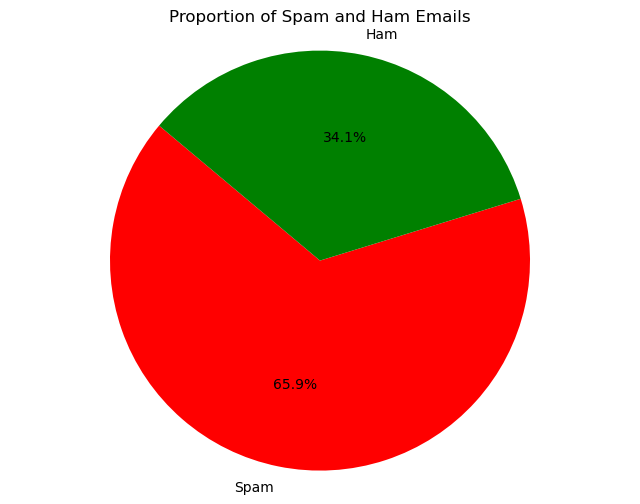 Proportion of Spam and Ham Emails
Ham
34.1%
65.9%
Spam